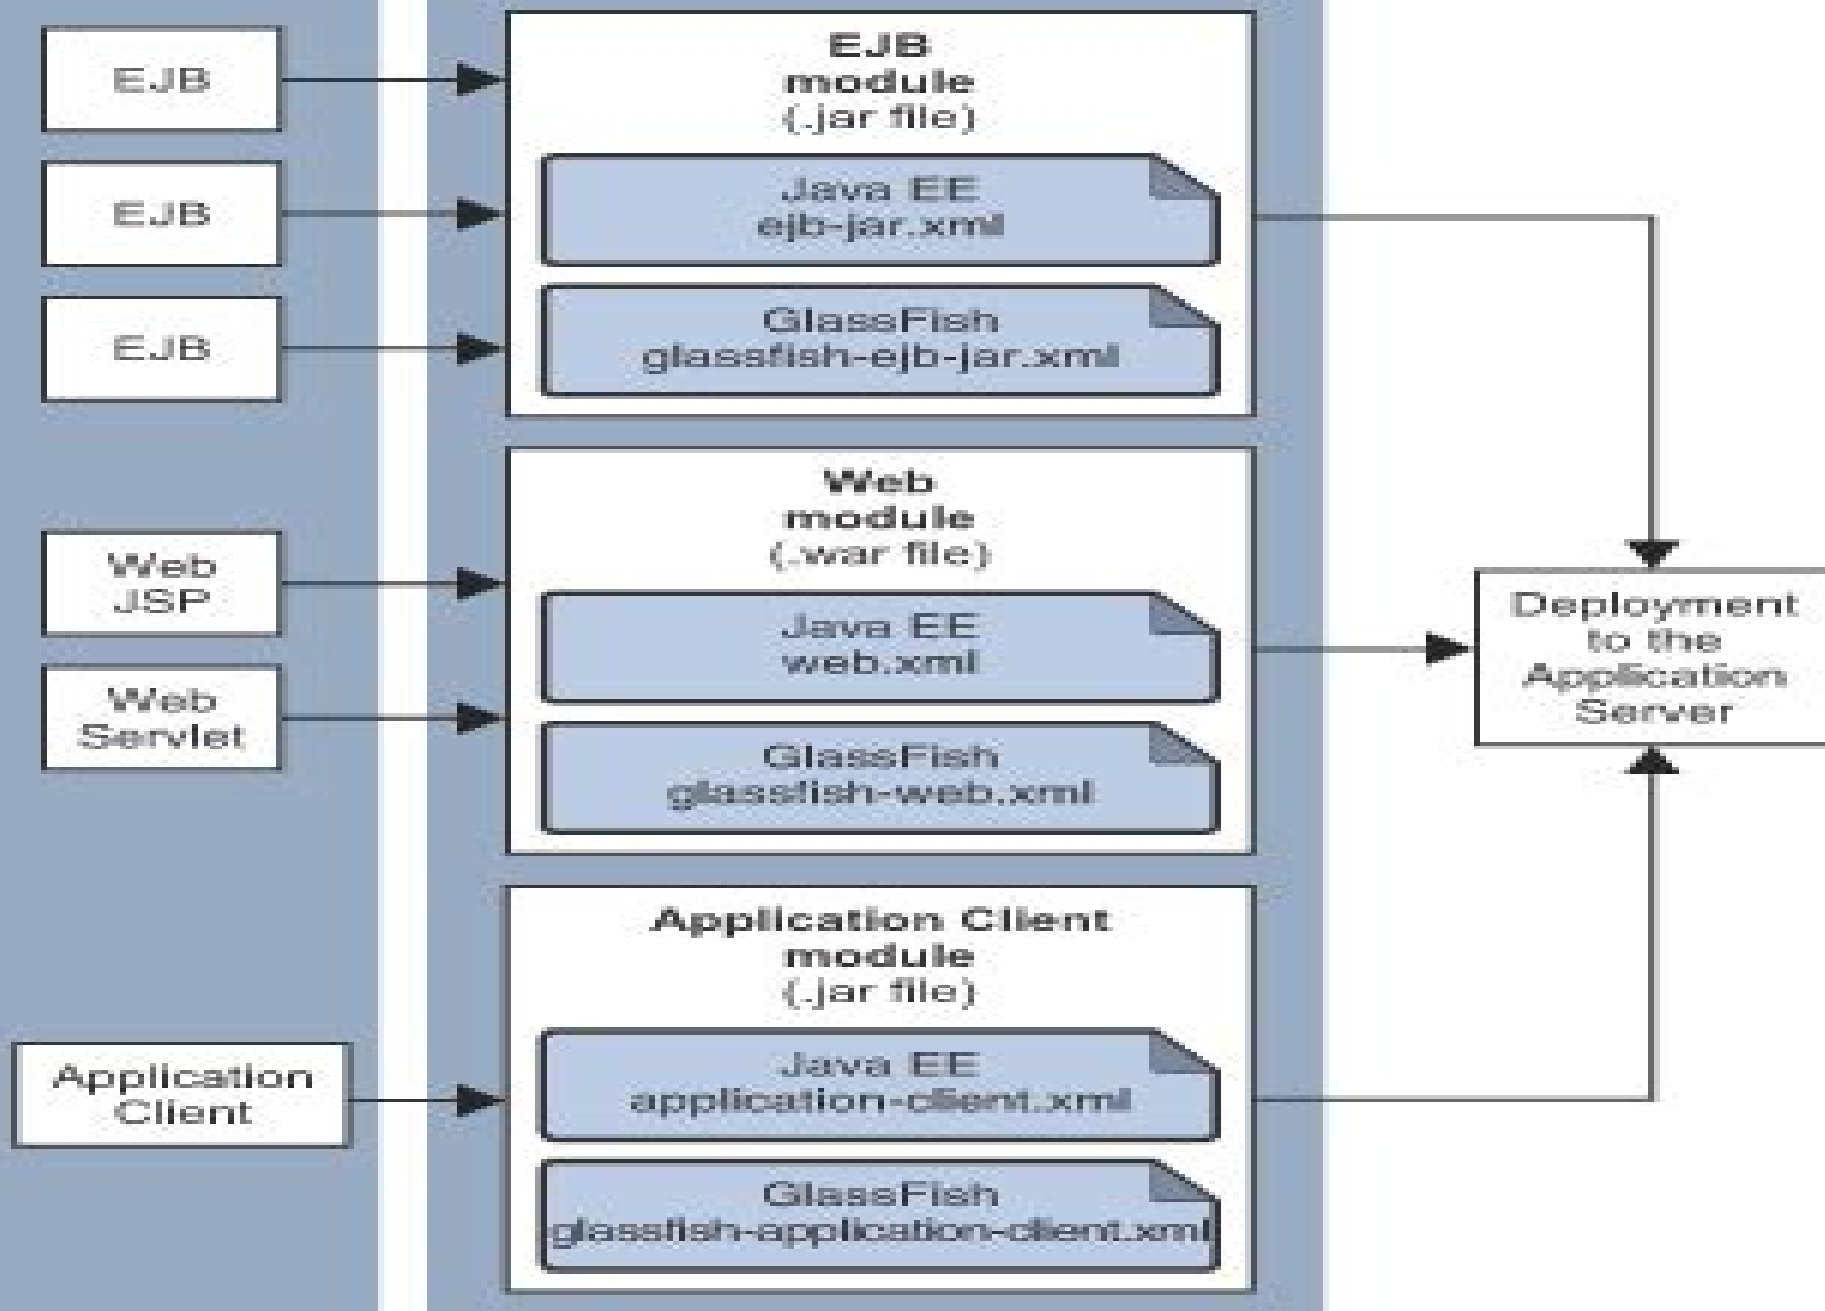 EJB
EJB
EJB
Web
JSP
Web
Servlet
Application
Client
EJB
module
(.jar file)
Java EE
ejb-jar.xml
GlassFish
glassfish-ejb-jar.xml
Web
module
(.war file)
Java EE
web.xml
GlassFish
glassfish-web.xml
Application Client
module
(.jar file)
Java EE
application-client.xml
GlassFish
glassfish-application-client.xml
Deployment
to the
Application
Server